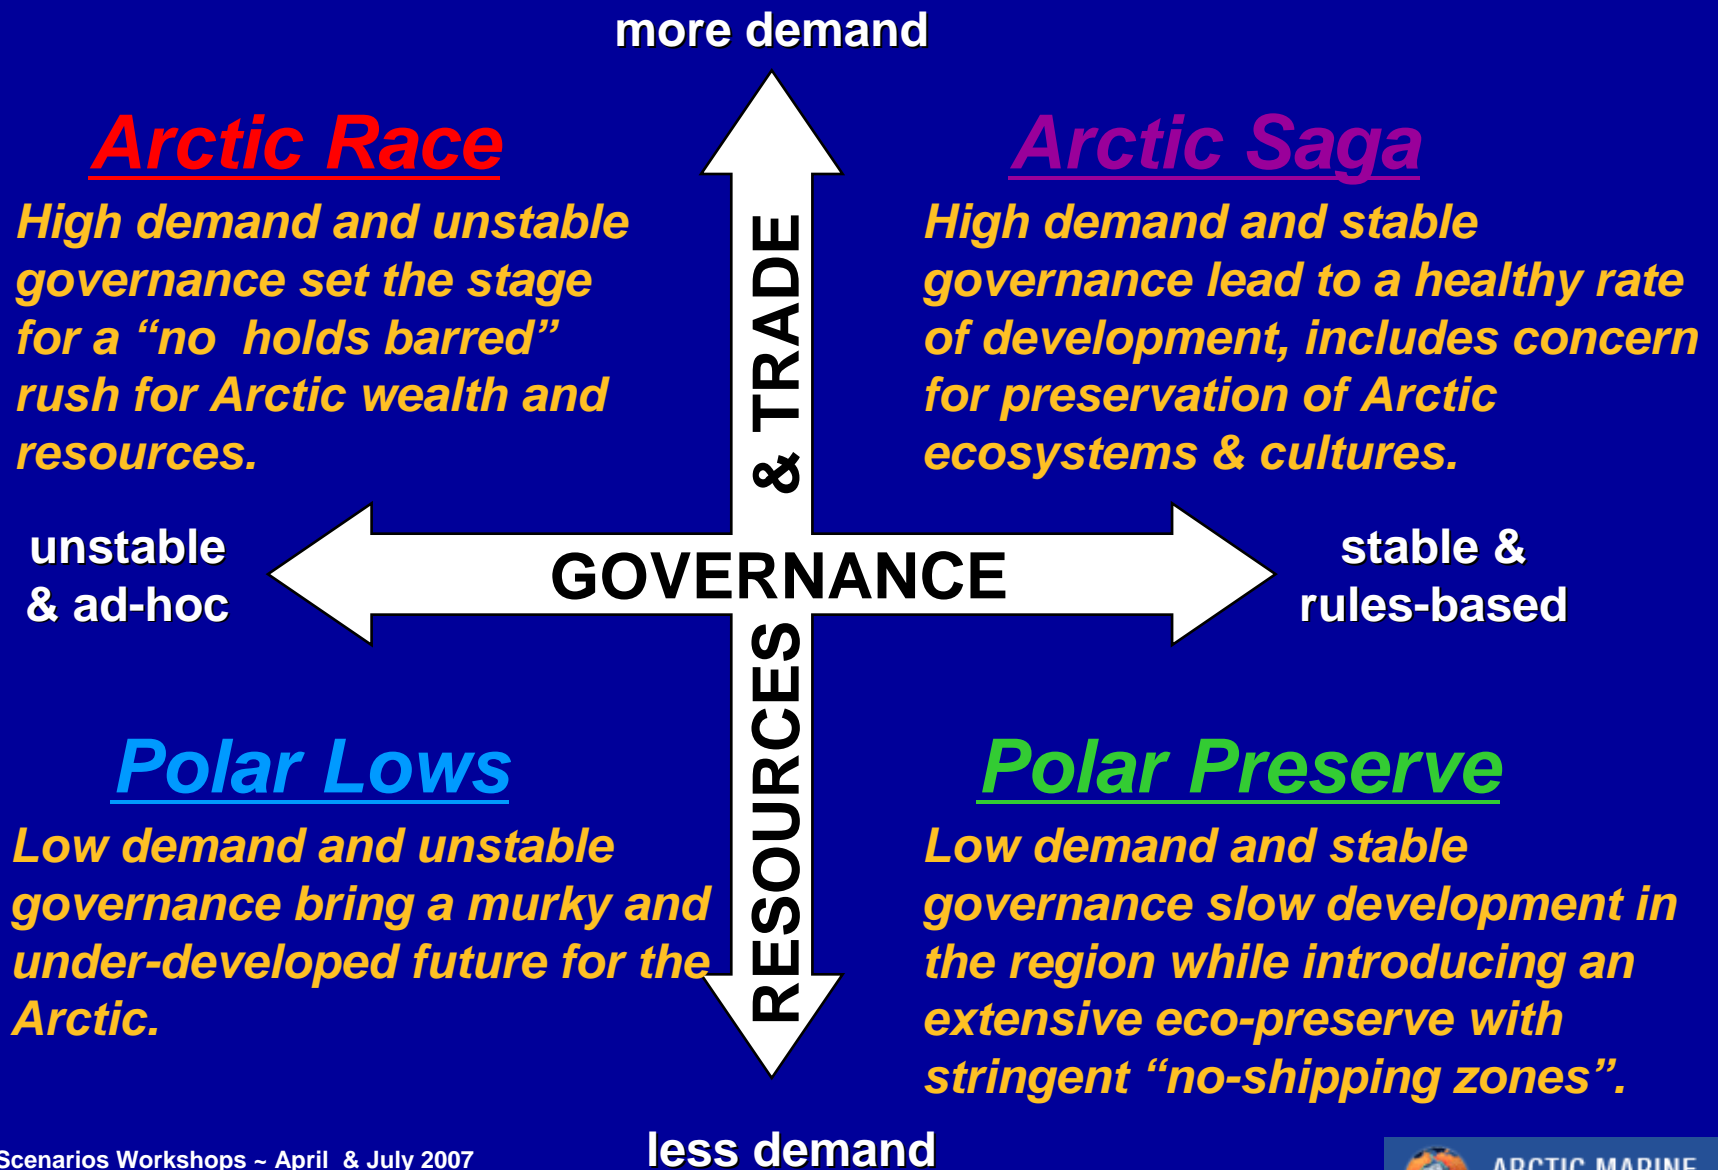 more demand
Arctic Race
High demand and unstable
governance set the stage
for a “no  holds barred”
rush for Arctic wealth and
resources.
Arctic Saga
High demand and stable
governance lead to a healthy rate
of development, includes concern
for preservation of Arctic
ecosystems & cultures.
unstable
& ad-hoc
GOVERNANCE
stable &
rules-based
RESOURCES & TRADE
Polar Lows
Low demand and unstable
governance bring a murky and
under-developed future for the
Arctic.
Polar Preserve
Low demand and stable
governance slow development in
the region while introducing an
extensive eco-preserve with
stringent “no-shipping zones”.
less demand
Scenarios Workshops ~ April  & July 2007
ARCTIC MARINE